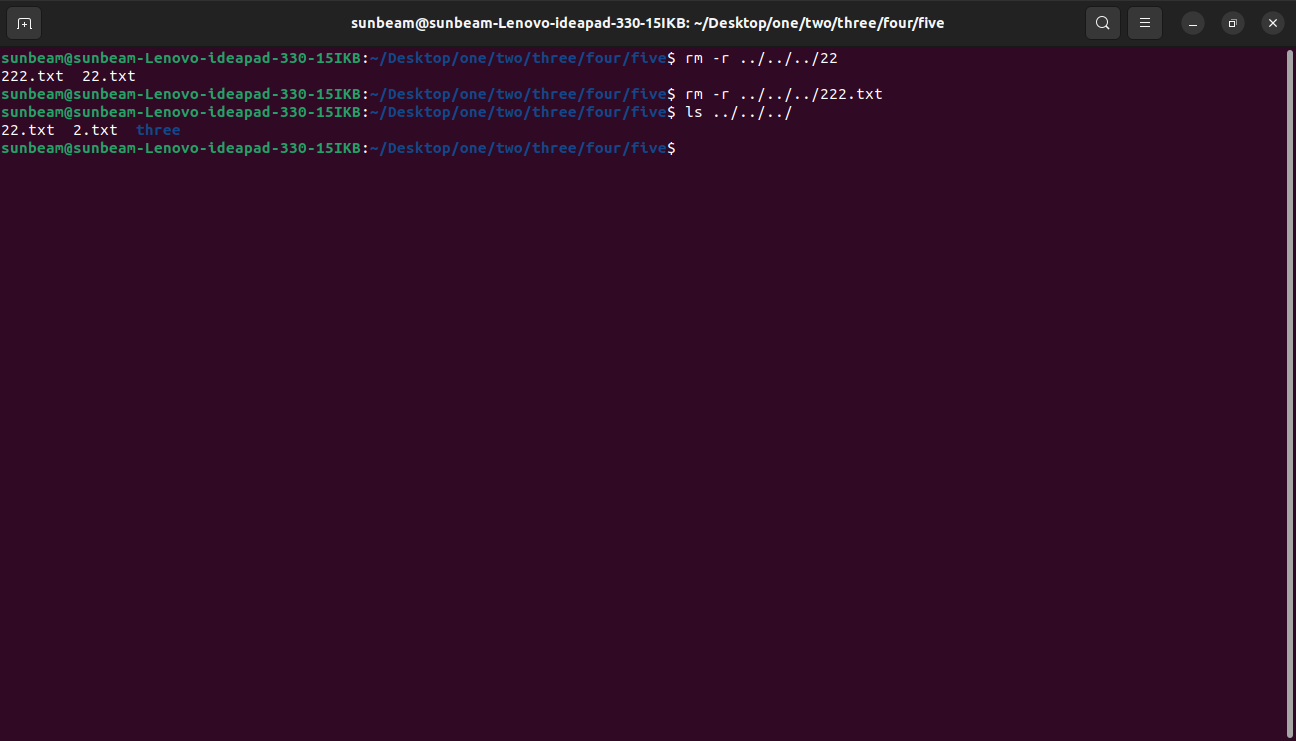 sunbeam@sunbeam-Lenovo-ideapad-330-15IKB: ~/Desktop/one/two/three/four/five
sunbeam@sunbeam-Lenovo-ideapad-330-15IKB:~/Desktop/one/two/three/four/five$ rm -r ../../../22
222.txt  22.txt
sunbeam@sunbeam-Lenovo-ideapad-330-15IKB:~/Desktop/one/two/three/four/five$ rm -r ../../../222.txt
sunbeam@sunbeam-Lenovo-ideapad-330-15IKB:~/Desktop/one/two/three/four/five$ ls ../../../
22.txt  2.txt  three
sunbeam@sunbeam-Lenovo-ideapad-330-15IKB:~/Desktop/one/two/three/four/five$